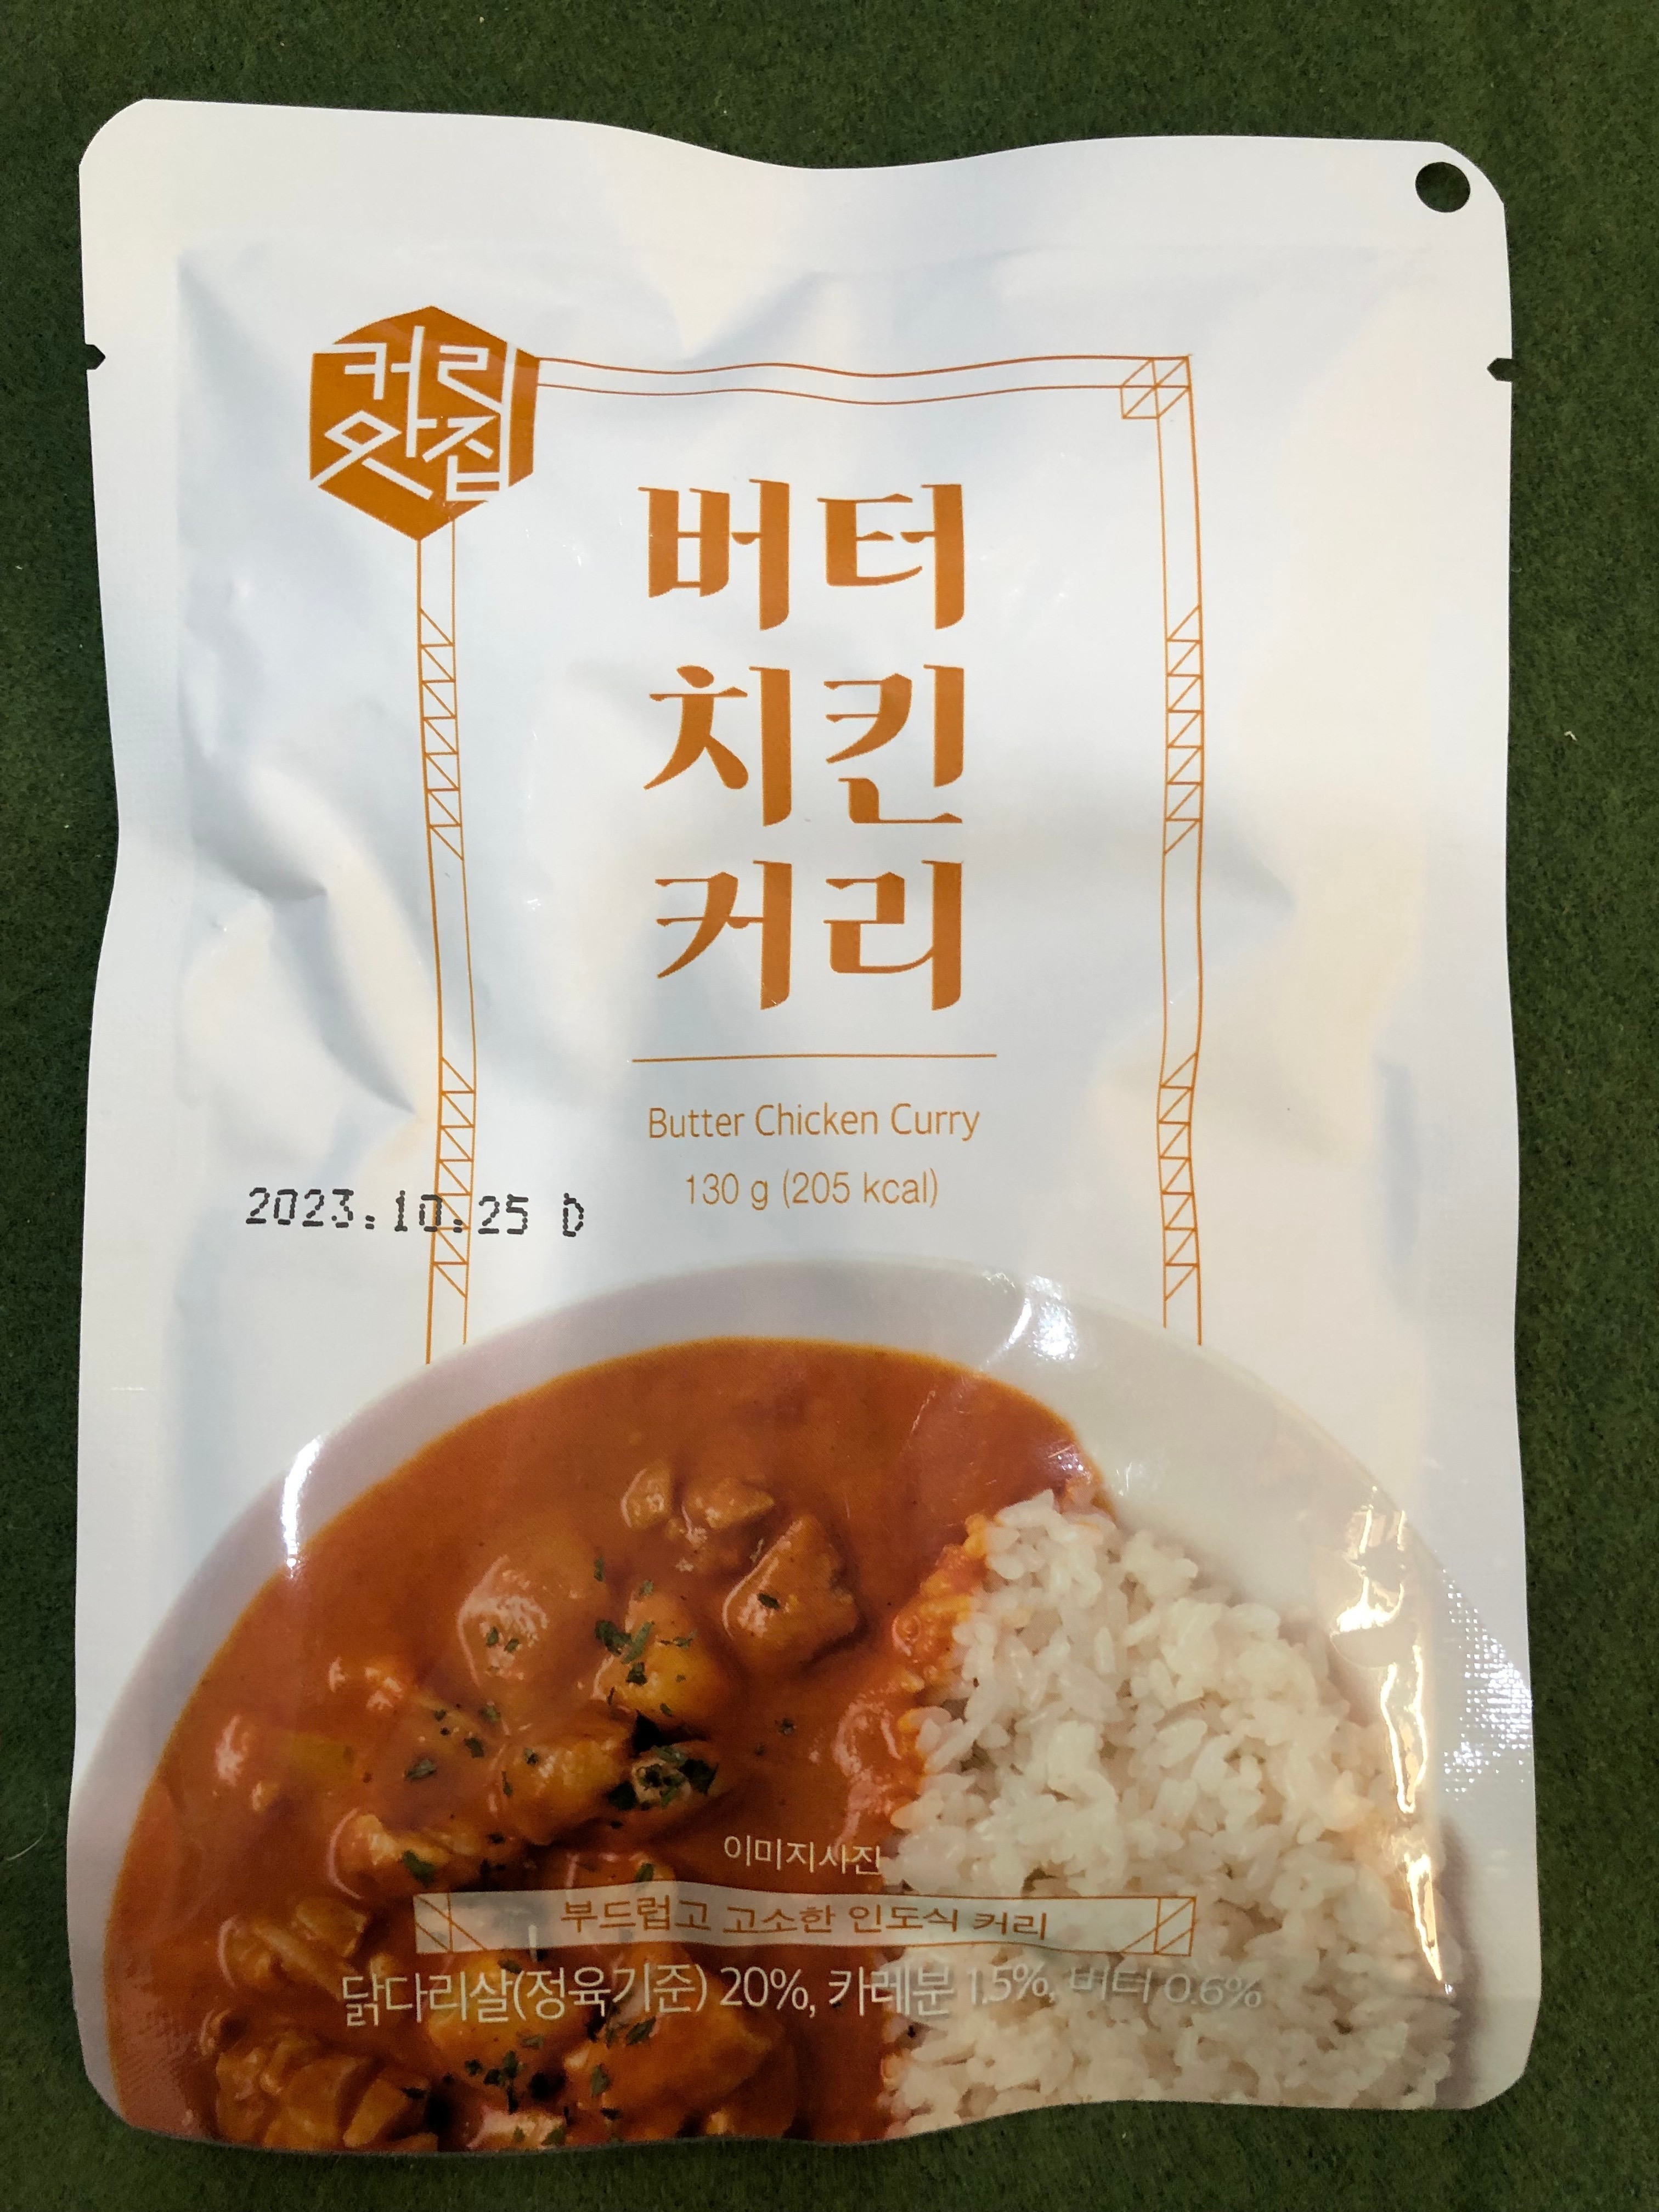 커리
맛집
버터
치킨
커리
Butter Chicken Curry
130 g (205 kcal)
2023.10.25 D
이미지사진
부드럽고 고소한 인도식 커리
닭다리살(정육기준) 20%, 카레분 1.5%, 버터 0.6%